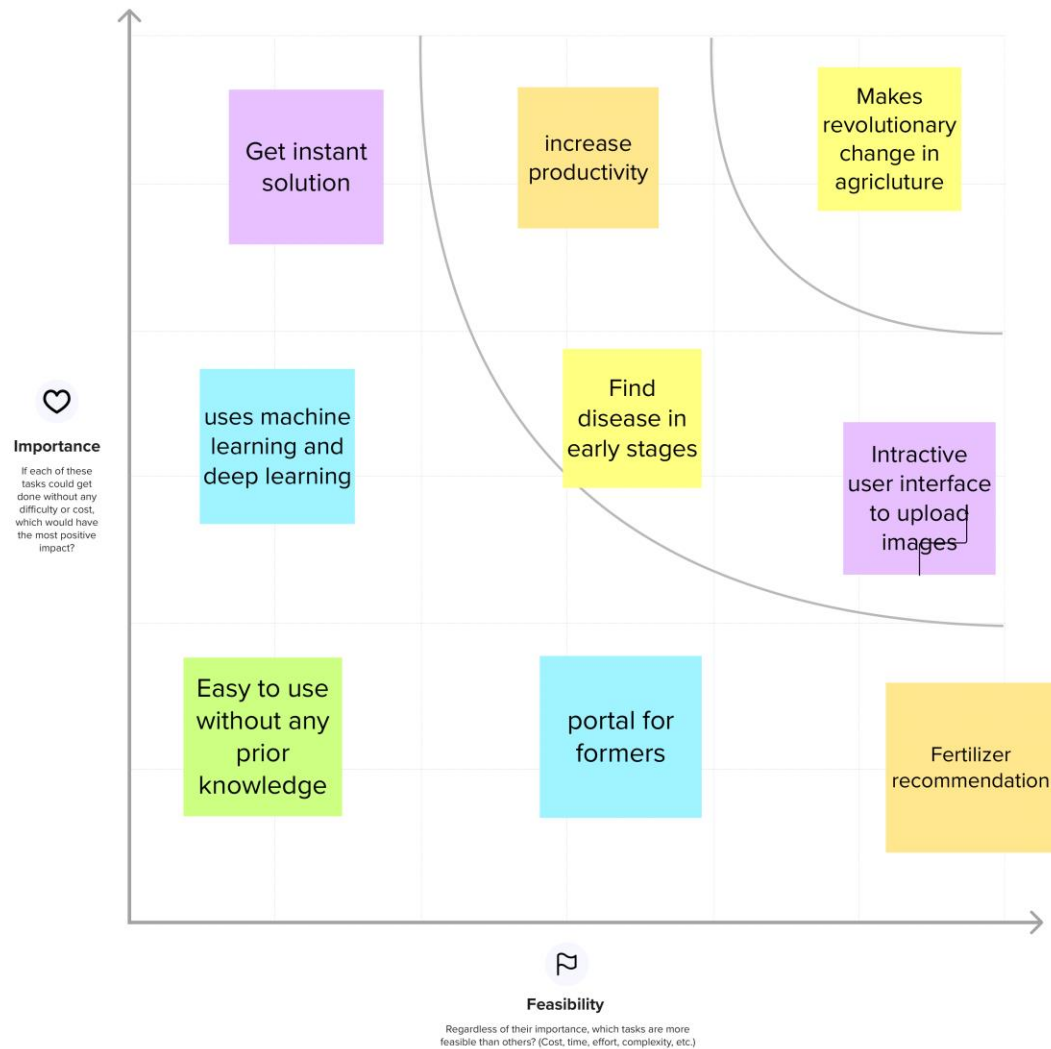 Get instant
solution
increase
productivity
Makes
revolutionary
change in
agricluture
uses machine
learning and
deep learning
Find
disease in
early stages
Intractive
user interface
to upload
images
Importance
If each of these
tasks could get
done without any
difficulty or cost,
which would have
the most positive
impact?
Easy to use
without any
prior
knowledge
portal for
formers
Fertilizer
recommendation
Feasibility
Regardless of their importance, which tasks are more
feasible than others? (Cost, time, effort, complexity, etc.)